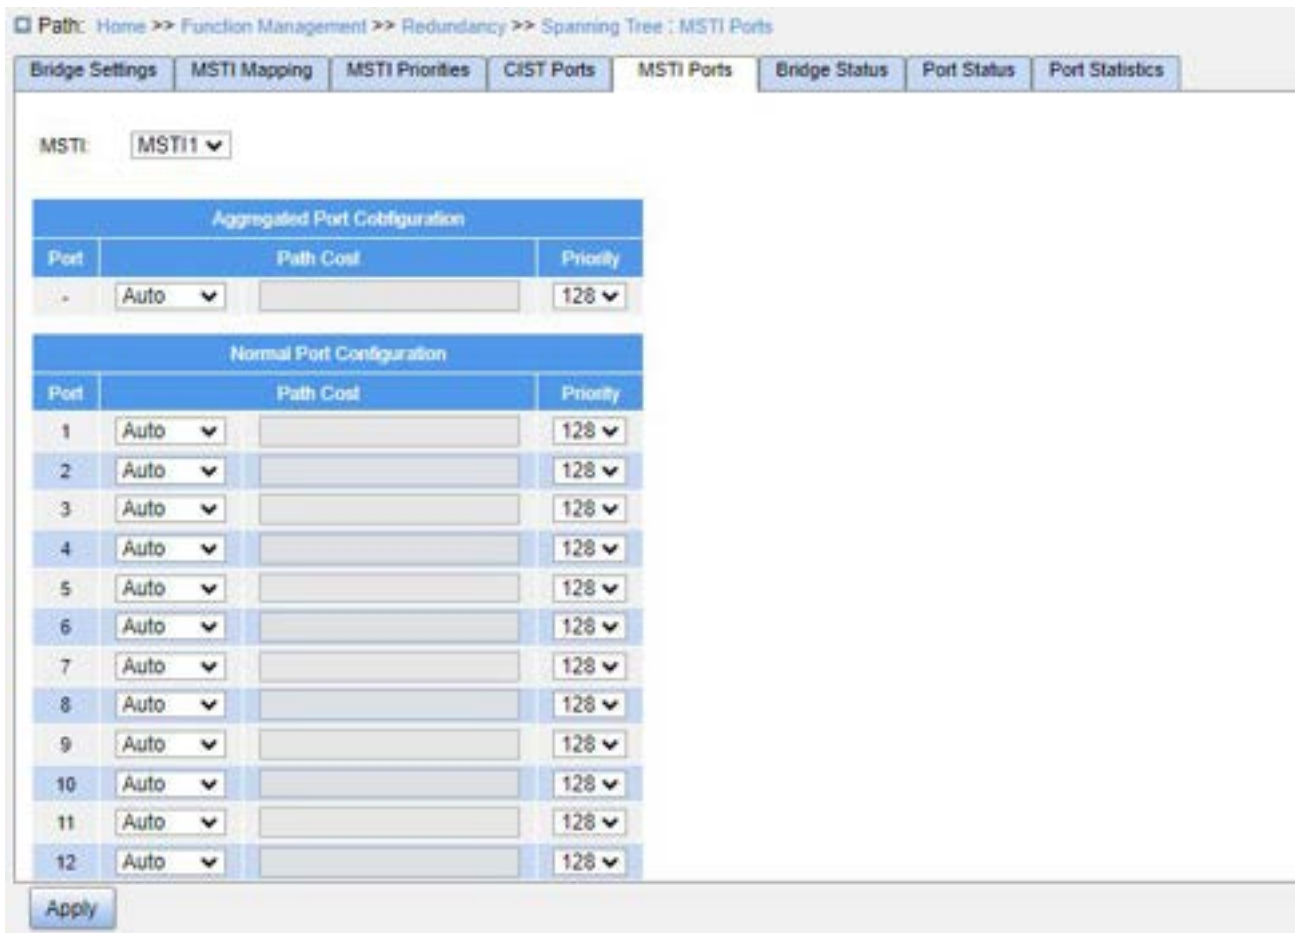 Path: Home >> Function Management >> Redundancy >> Spanning Tree : MSTI Ports
Bridge Settings MSTI Mapping MSTI Priorities CIST Ports MSTI Ports Bridge Status Port Status Port Statistics
MSTI: MSTI1
Aggregated Port Cobfiguration
Port Path Cost Priority
- Auto 128
Normal Port Configuration
Port Path Cost Priority
1 Auto 128
2 Auto 128
3 Auto 128
4 Auto 128
5 Auto 128
6 Auto 128
7 Auto 128
8 Auto 128
9 Auto 128
10 Auto 128
11 Auto 128
12 Auto 128
Apply